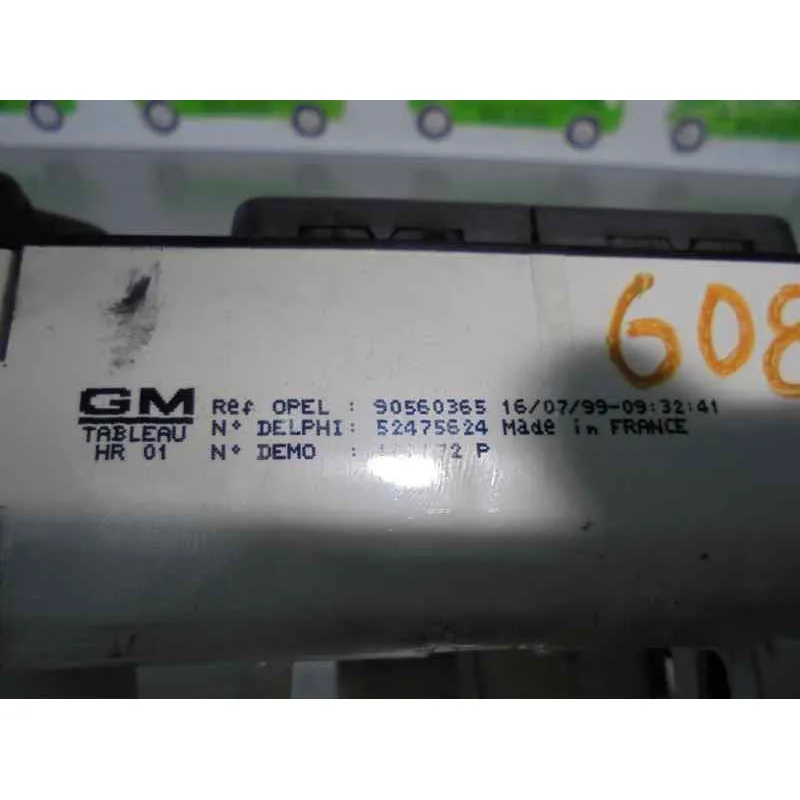 608
GM Ref OPEL : 90560365 16/07/99-09:32:41
TABLEAU N° DELPHI: 52475624 Made in FRANCE
HR 01 N° DEMO : P